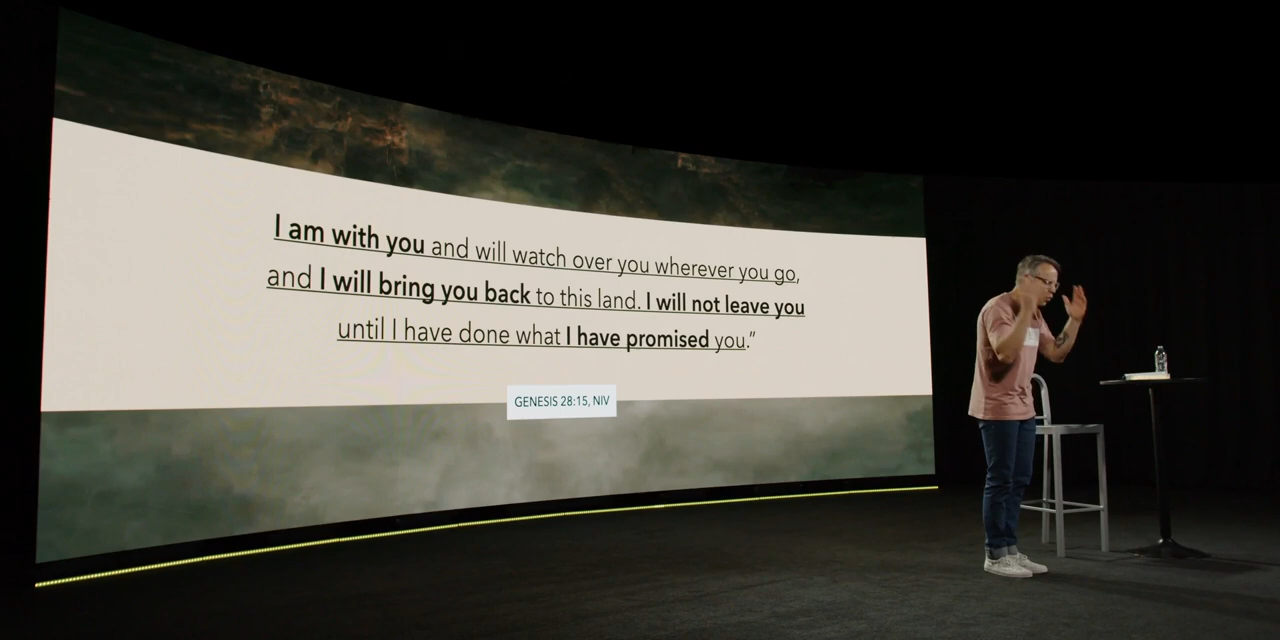 I am with you and will watch over you wherever you go,
and I will bring you back to this land. I will not leave you
until I have done what I have promised you.”
GENESIS 28:15, NIV